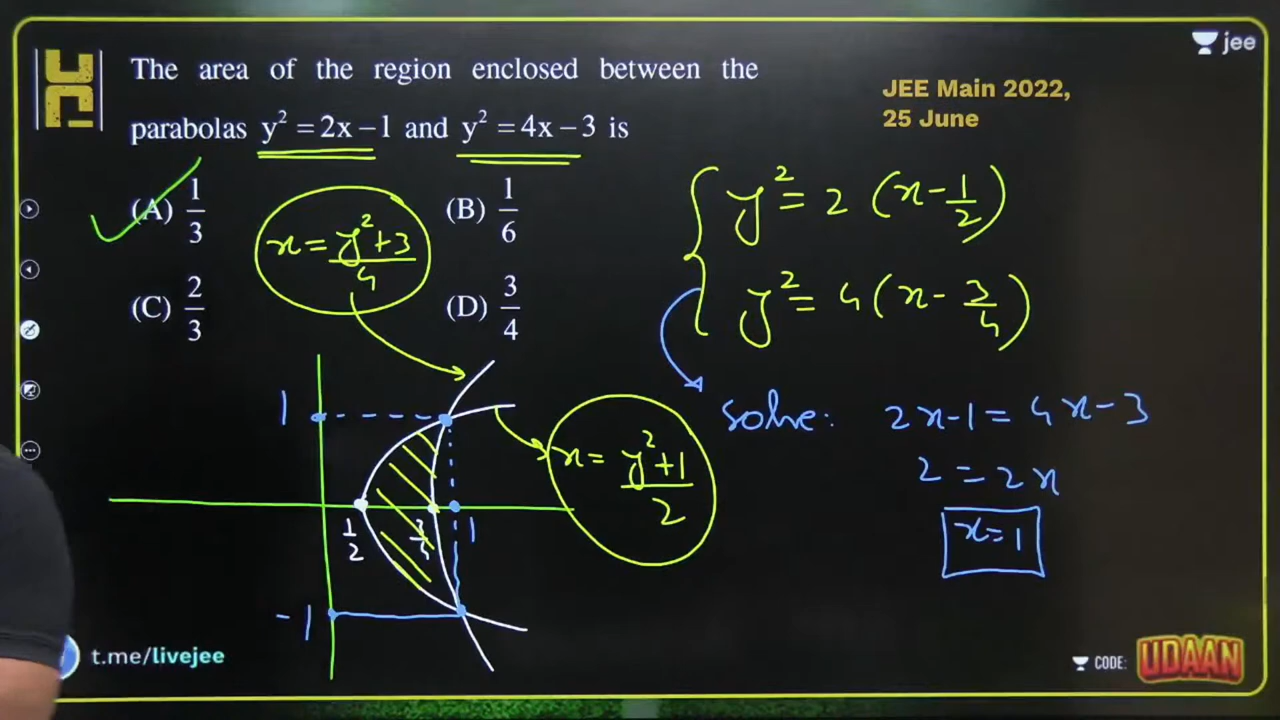 jee
The area of the region enclosed between the
parabolas y² = 2x – 1 and y² = 4x – 3 is
JEE Main 2022,
25 June
(A) 1/3
(B) 1/6
(C) 2/3
(D) 3/4
x = (y²+3)/4
y² = 2 (x - 1/2)
y² = 4 (x - 3/4)
solve: 2x-1 = 4x-3
2 = 2x
x = 1
x = (y²+1)/2
1
1/2
3/4
1
-1
t.me/livejee
CODE: UDAAN